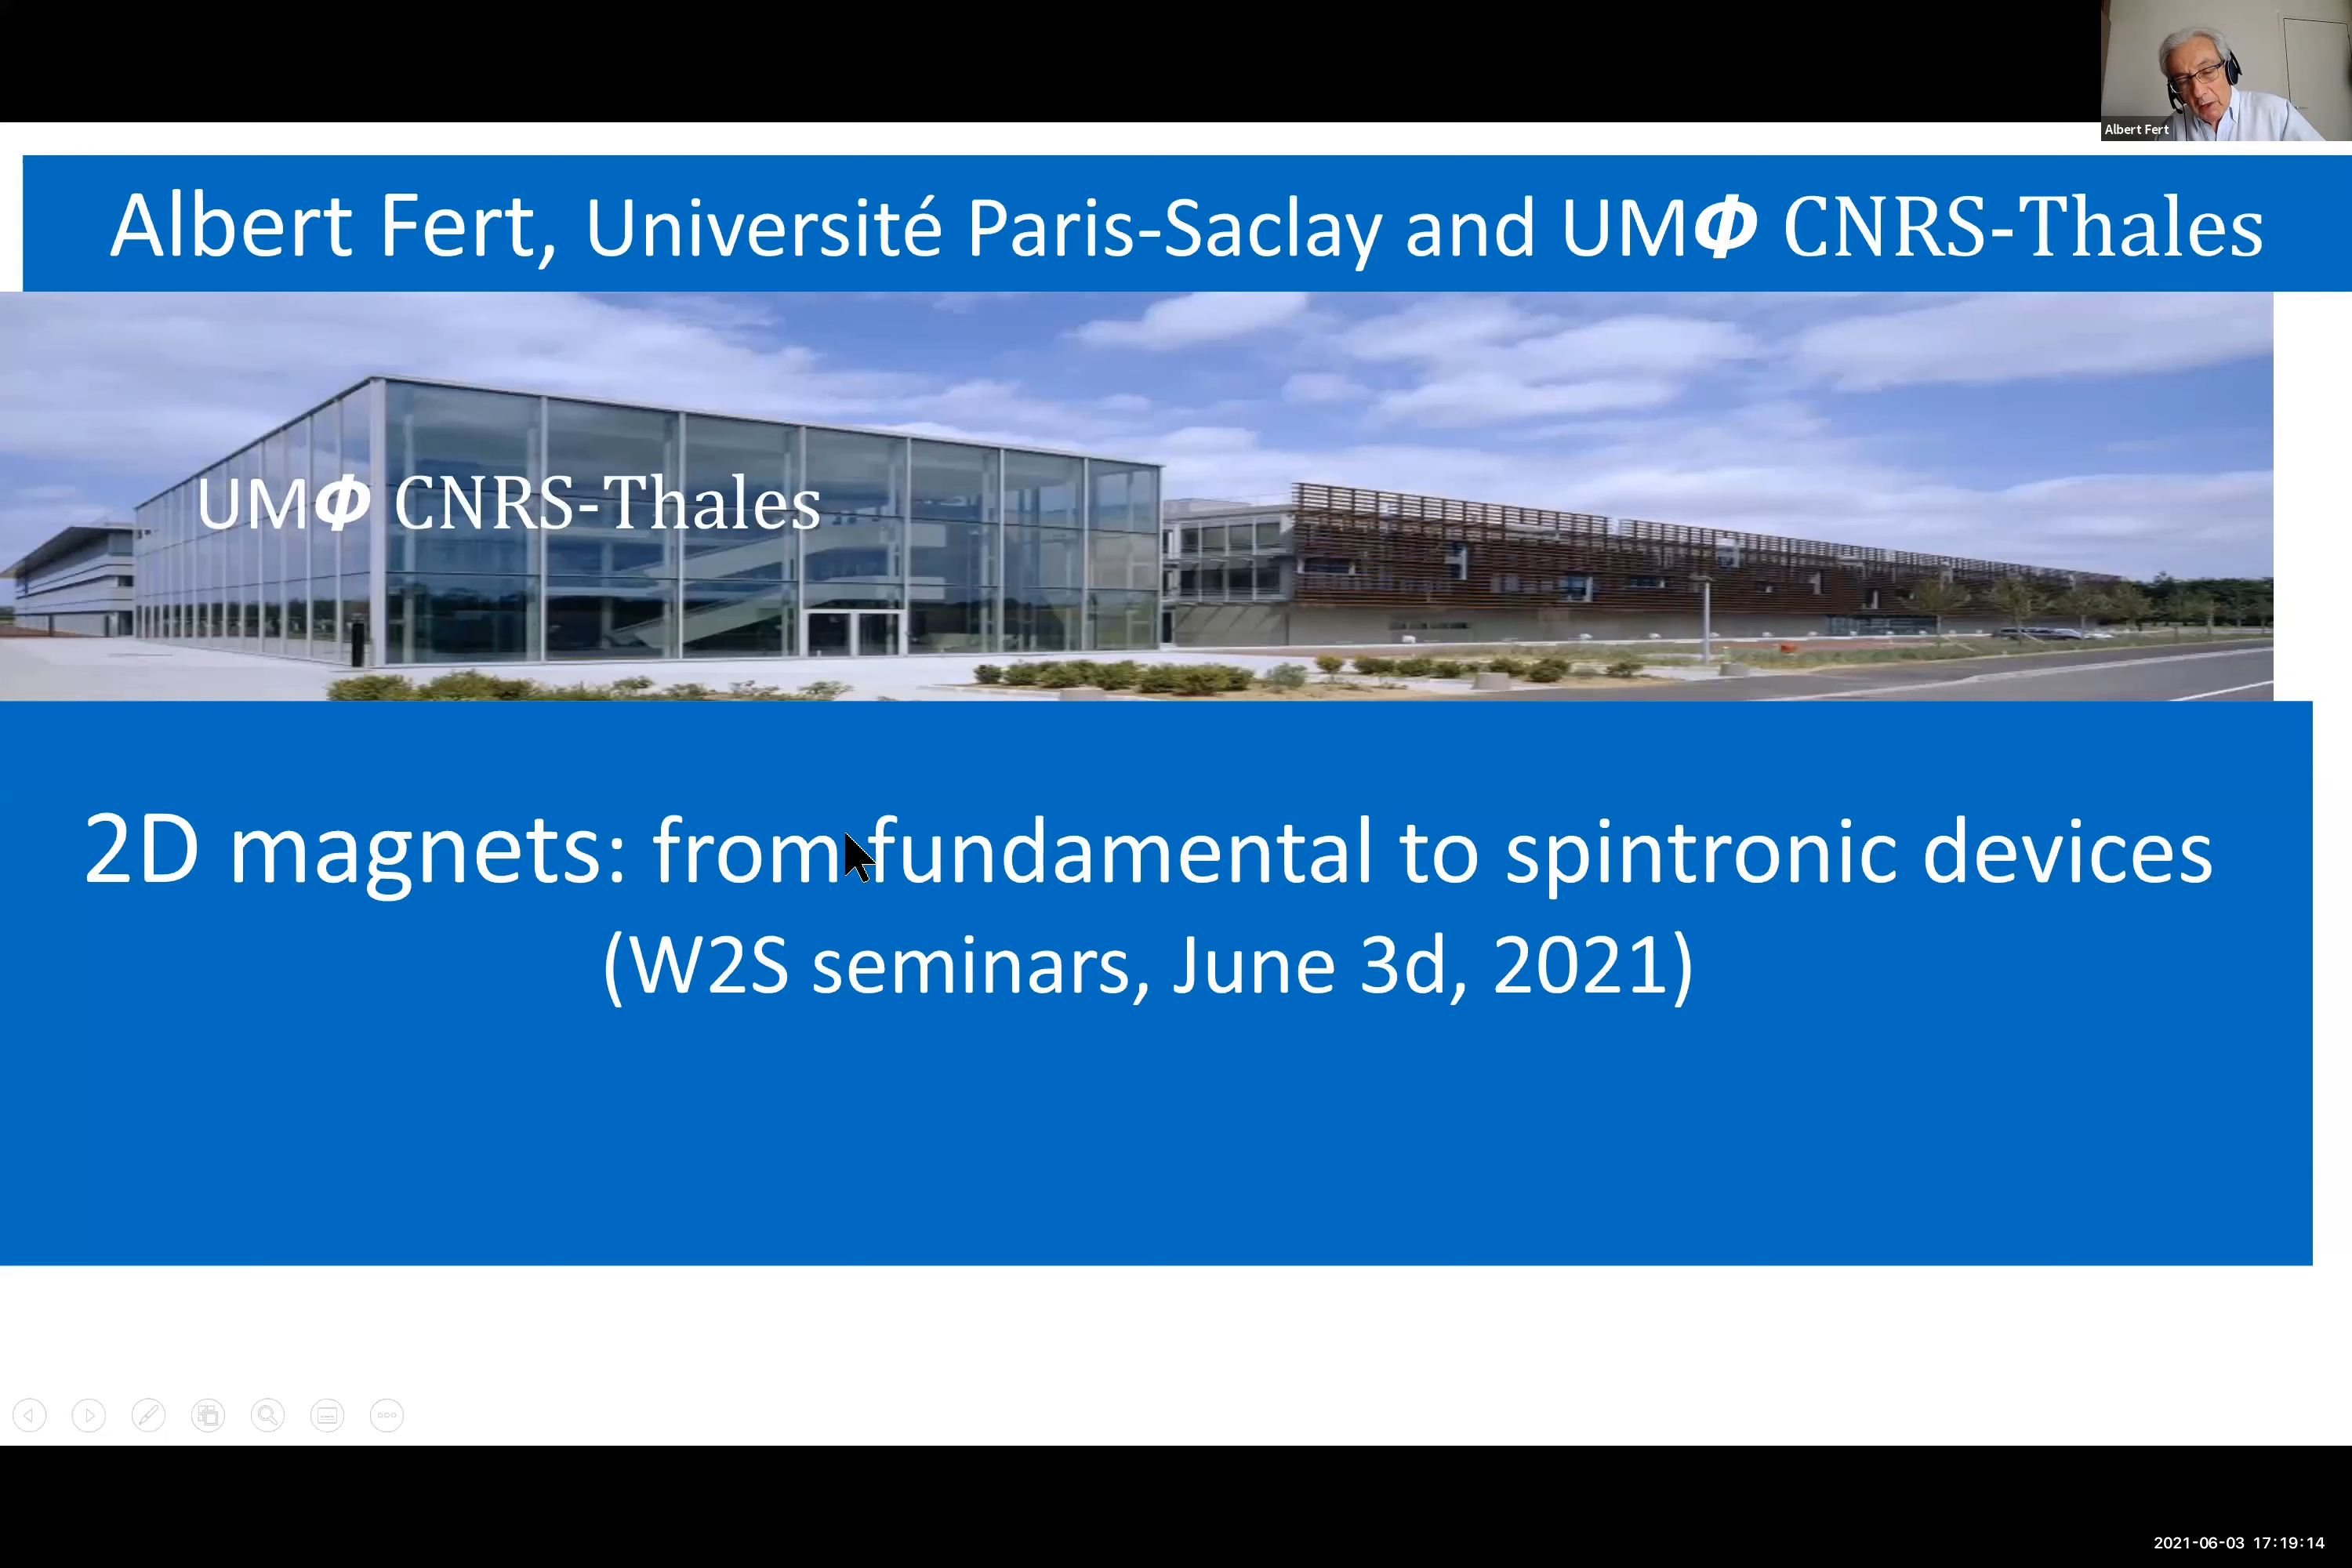 Albert Fert
Albert Fert, Université Paris-Saclay and UMΦ CNRS-Thales
UMΦ CNRS-Thales
2D magnets: from fundamental to spintronic devices
(W2S seminars, June 3d, 2021)
2021-06-03 17:19:14